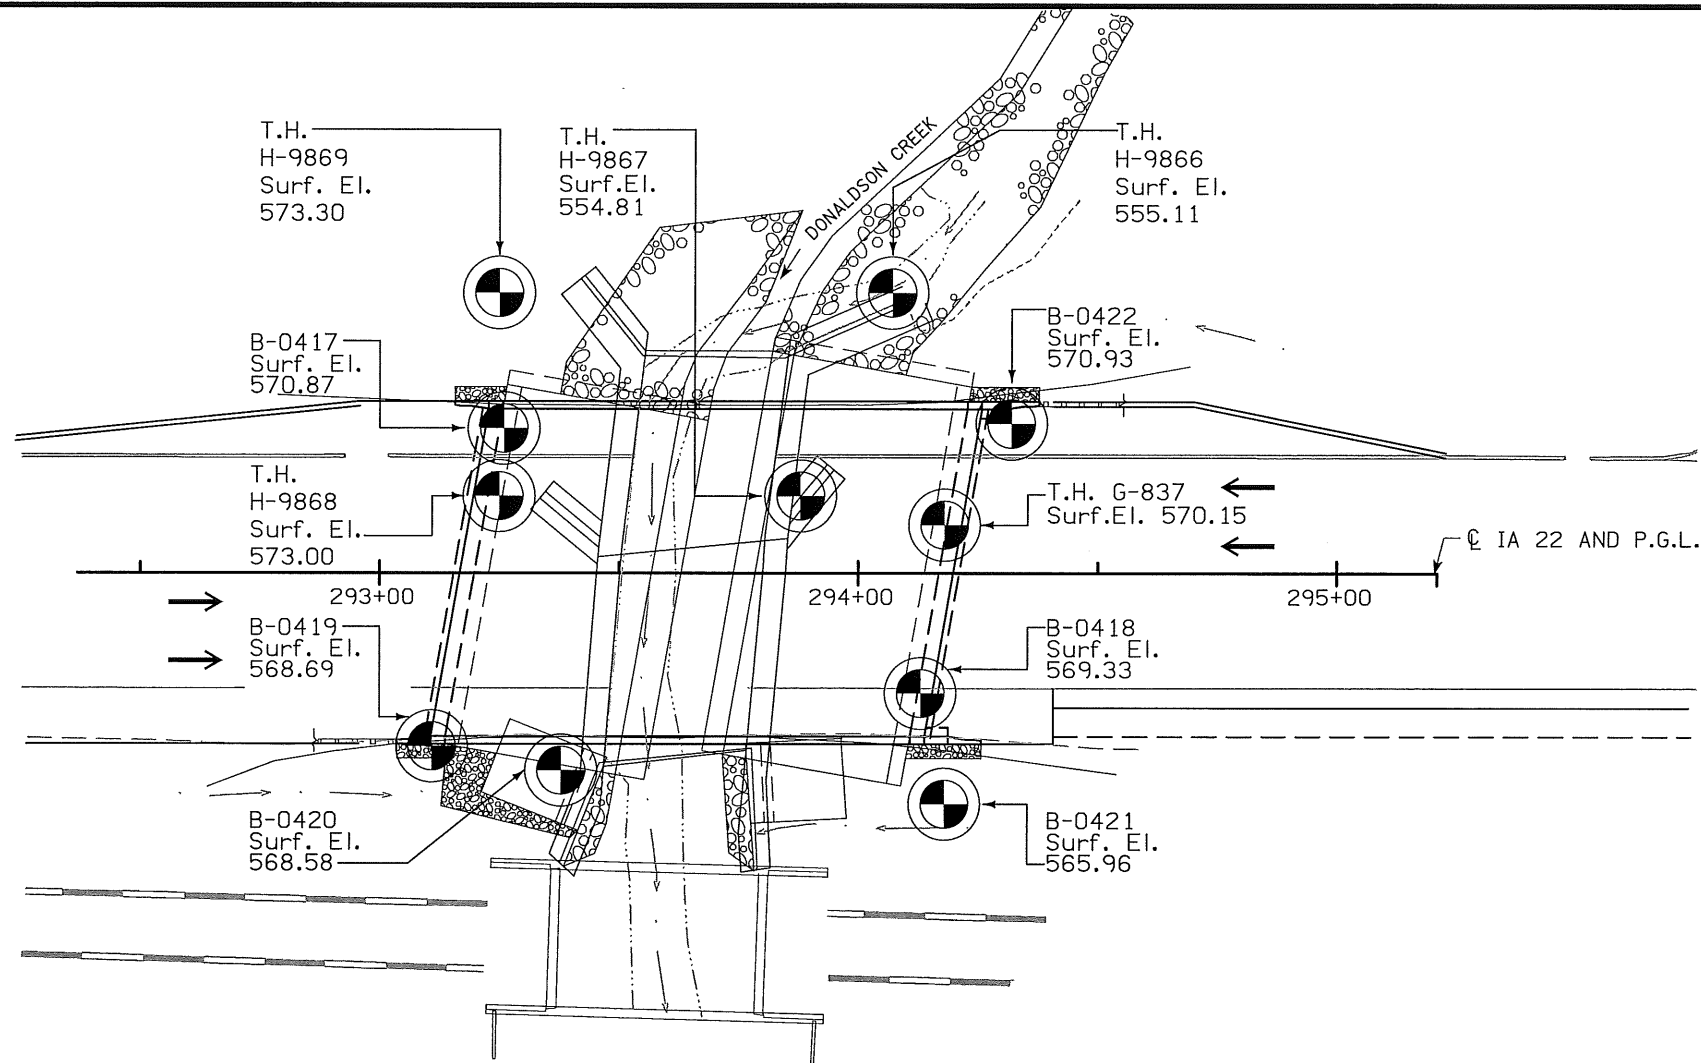 T.H.
H-9869
Surf. El.
573.30
T.H.
H-9867
Surf.El.
554.81
DONALDSON CREEK
T.H.
H-9866
Surf. El.
555.11
B-0417
Surf. El.
570.87
B-0422
Surf. El.
570.93
T.H.
H-9868
Surf. El.
573.00
T.H. G-837
Surf.El. 570.15
℄ IA 22 AND P.G.L.
293+00
294+00
295+00
B-0419
Surf. El.
568.69
B-0418
Surf. El.
569.33
B-0420
Surf. El.
568.58
B-0421
Surf. El.
565.96